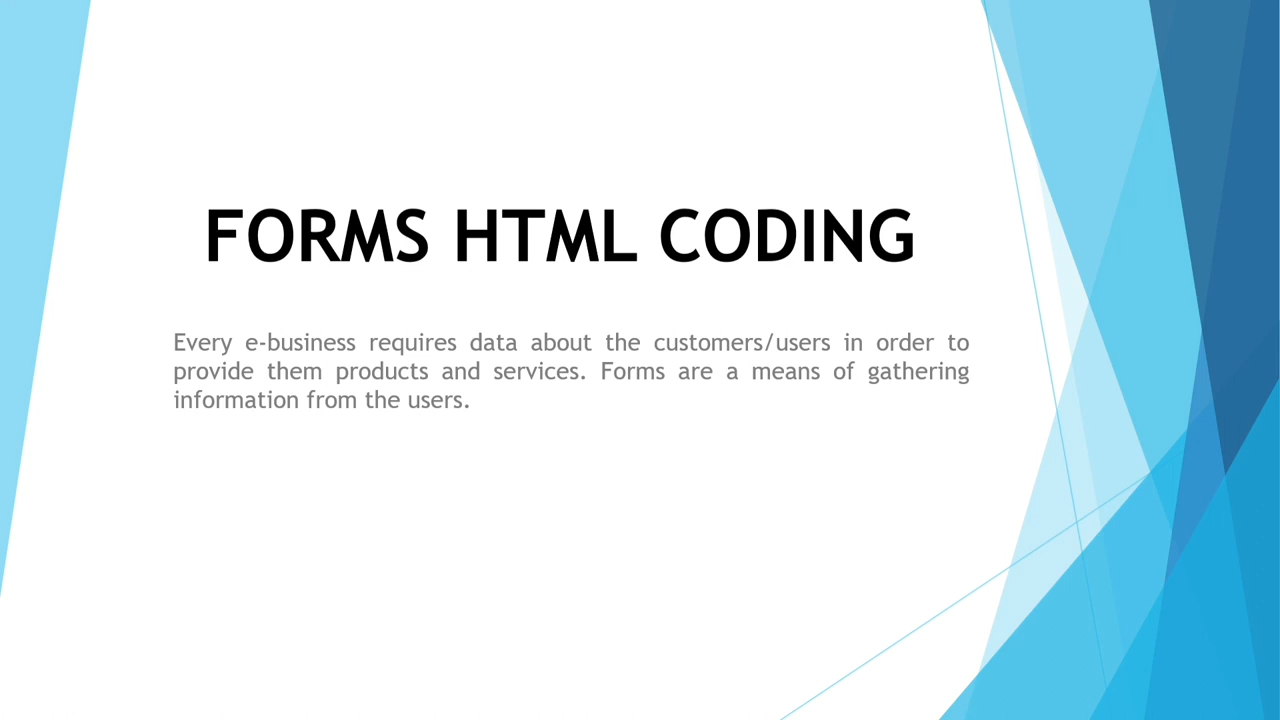 FORMS HTML CODING
Every e-business requires data about the customers/users in order to
provide them products and services. Forms are a means of gathering
information from the users.